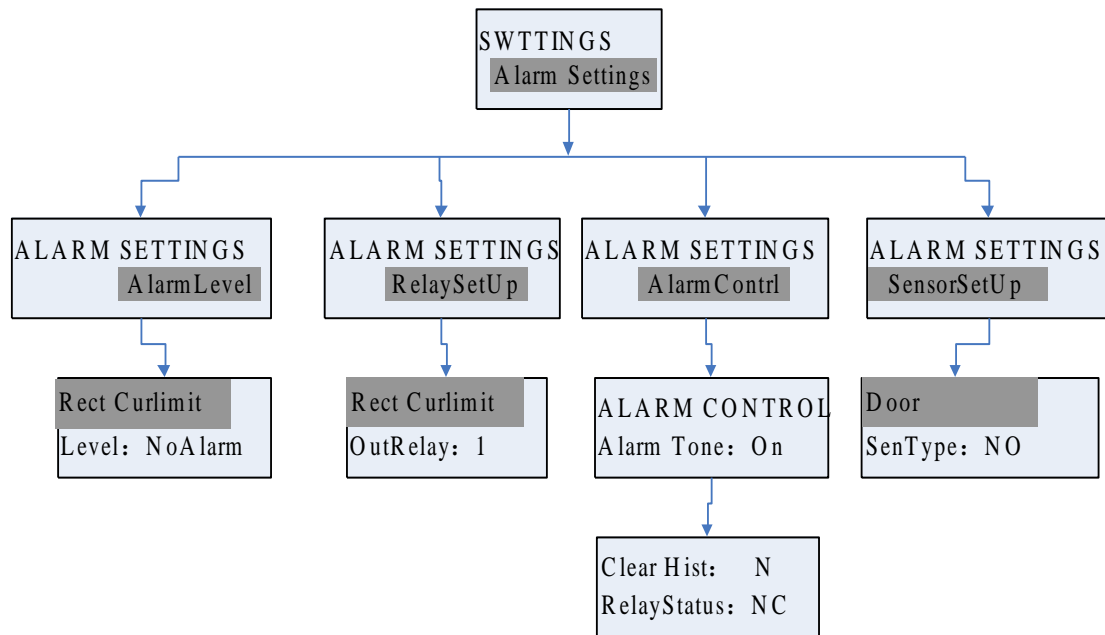 SWTTINGS
Alarm Settings
ALARM SETTINGS
AlarmLevel
ALARM SETTINGS
RelaySetUp
ALARM SETTINGS
AlarmContrl
ALARM SETTINGS
SensorSetUp
Rect Curlimit
Level：NoAlarm
Rect Curlimit
OutRelay：1
ALARM CONTROL
Alarm Tone：On
Door
SenType：NO
Clear Hist： N
RelayStatus：NC